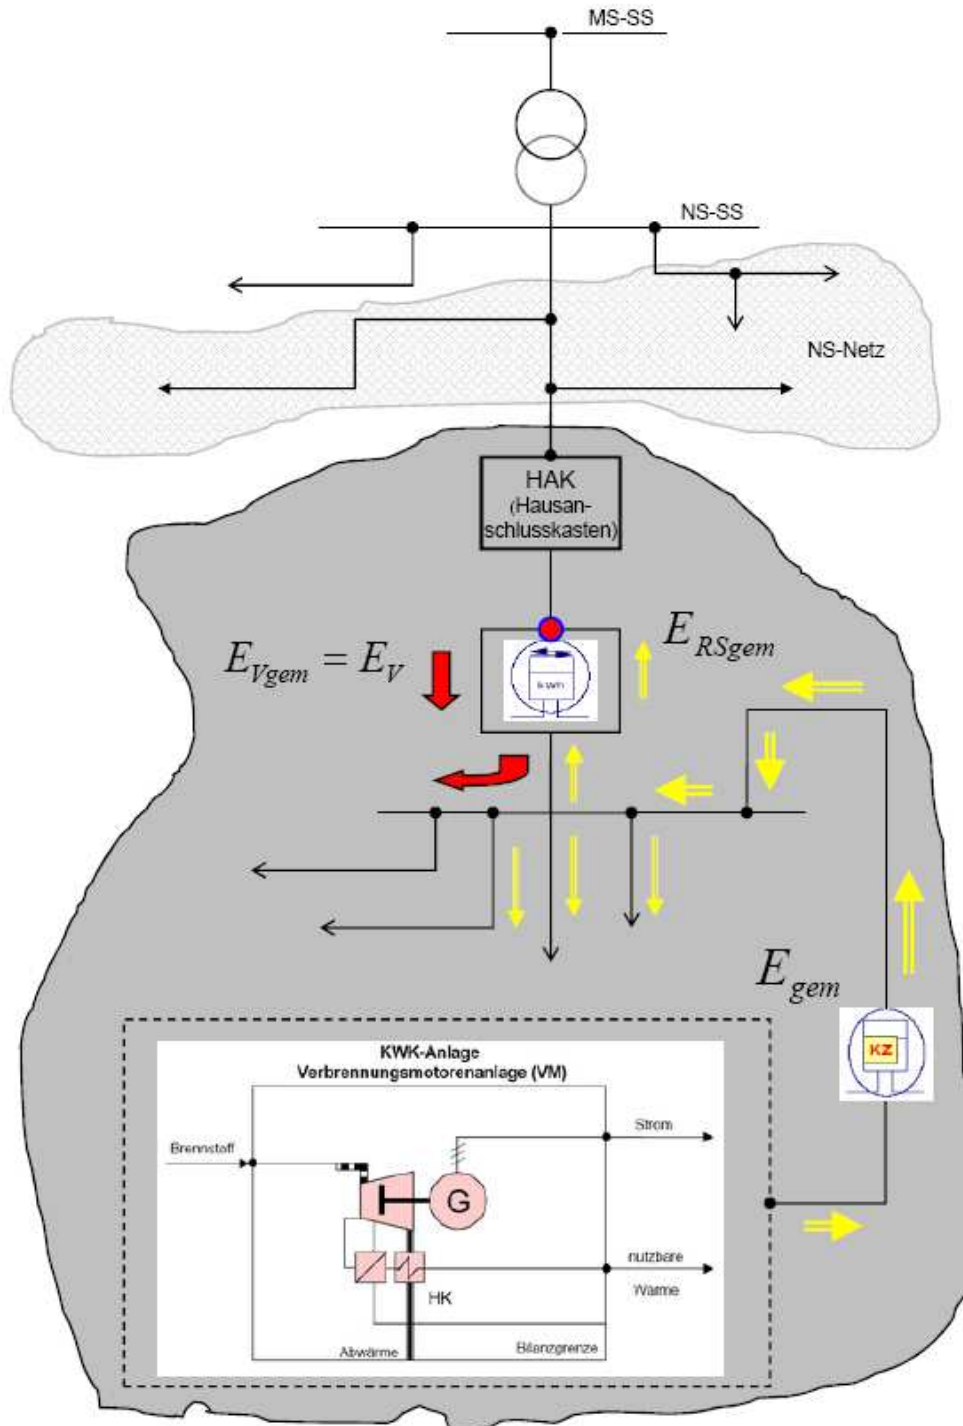 MS-SS
NS-SS
NS-Netz
HAK
(Hausan-
schlusskasten)
E_Vgem = E_V
E_RSgem
kWh
E_gem
KZ
KWK-Anlage
Verbrennungsmotorenanlage (VM)
Brennstoff
Strom
G
nutzbare
Wärme
HK
Abwärme
Bilanzgrenze